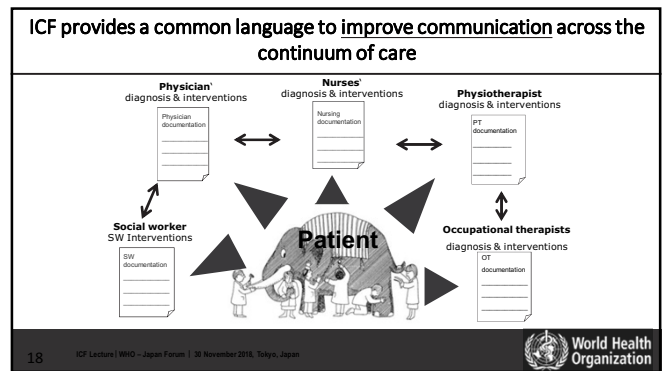 ICF provides a common language to improve communication across the
continuum of care
Physician‘
diagnosis & interventions
Nurses‘
diagnosis & interventions
Physiotherapist
diagnosis & interventions
Physician
documentation
Nursing
documentation
PT
documentation
Social worker
SW Interventions
Patient
Occupational therapists
diagnosis & interventions
SW
documentation
OT
documentation
18
ICF Lecture | WHO – Japan Forum | 30 November 2018, Tokyo, Japan
World Health
Organization